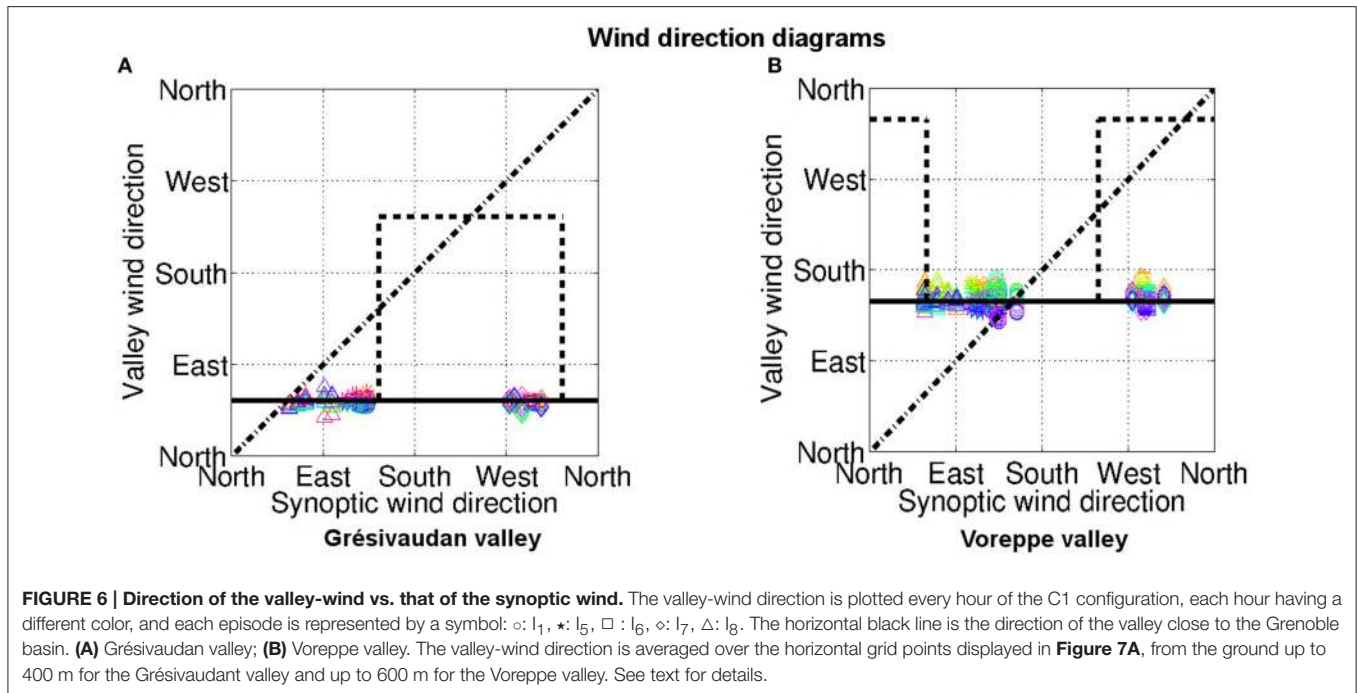 Wind direction diagrams
A
North
West
South
East
North
Valley wind direction
North East South West North
Synoptic wind direction
Grésivaudan valley
B
North
West
South
East
North
Valley wind direction
North East South West North
Synoptic wind direction
Voreppe valley
FIGURE 6 | Direction of the valley-wind vs. that of the synoptic wind. The valley-wind direction is plotted every hour of the C1 configuration, each hour having a
different color, and each episode is represented by a symbol: ○: I₁, ⋆: I₅, □ : I₆, ⋄: I₇, △: I₈. The horizontal black line is the direction of the valley close to the Grenoble
basin. (A) Grésivaudan valley; (B) Voreppe valley. The valley-wind direction is averaged over the horizontal grid points displayed in Figure 7A, from the ground up to
400 m for the Grésivaudant valley and up to 600 m for the Voreppe valley. See text for details.